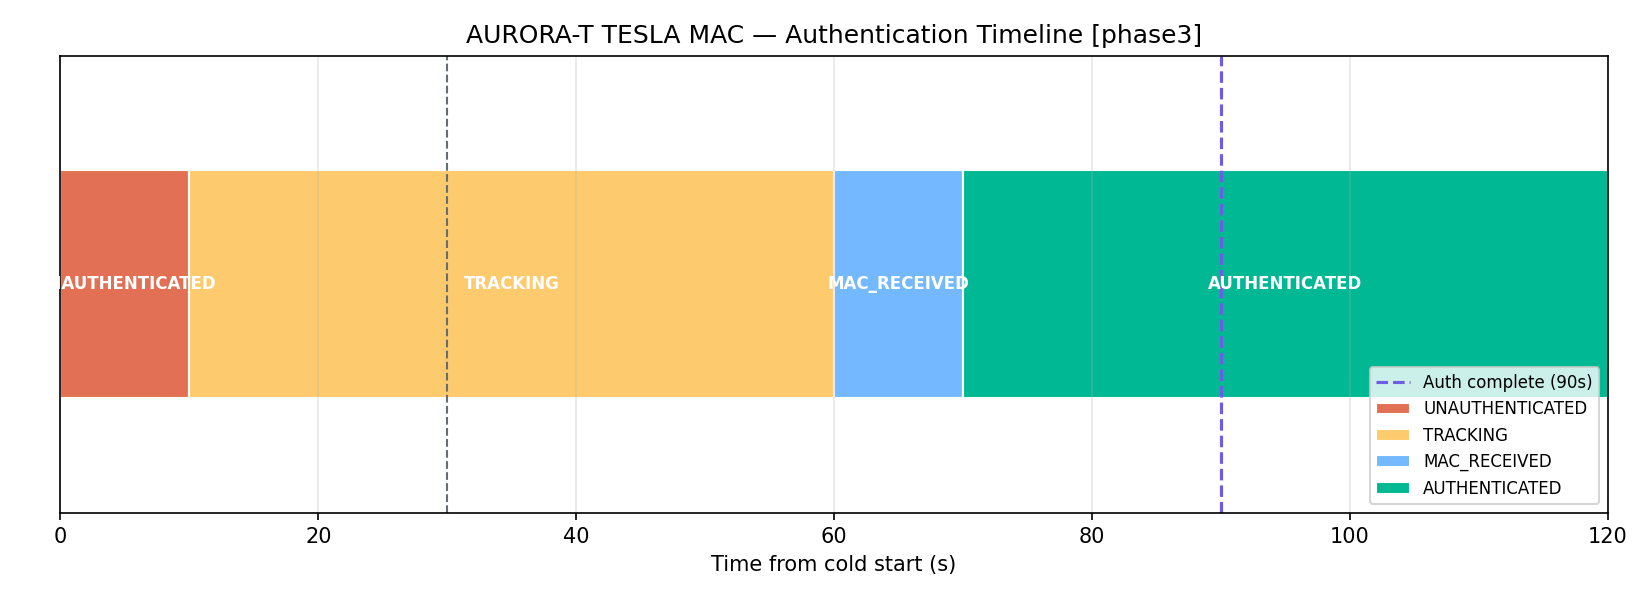 AURORA-T TESLA MAC — Authentication Timeline [phase3]
AUTHENTICATED
TRACKING
MAC_RECEIVED
AUTHENTICATED
Auth complete (90s)
UNAUTHENTICATED
TRACKING
MAC_RECEIVED
AUTHENTICATED
0 20 40 60 80 100 120
Time from cold start (s)